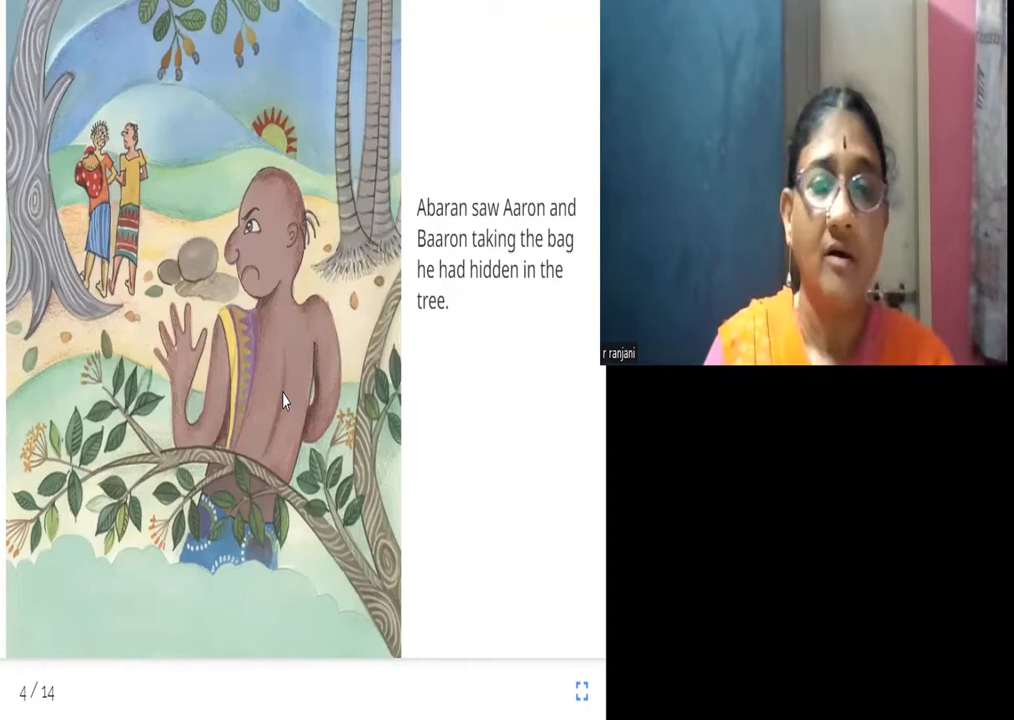 Abaran saw Aaron and
Baaron taking the bag
he had hidden in the
tree.
r ranjani
4 / 14